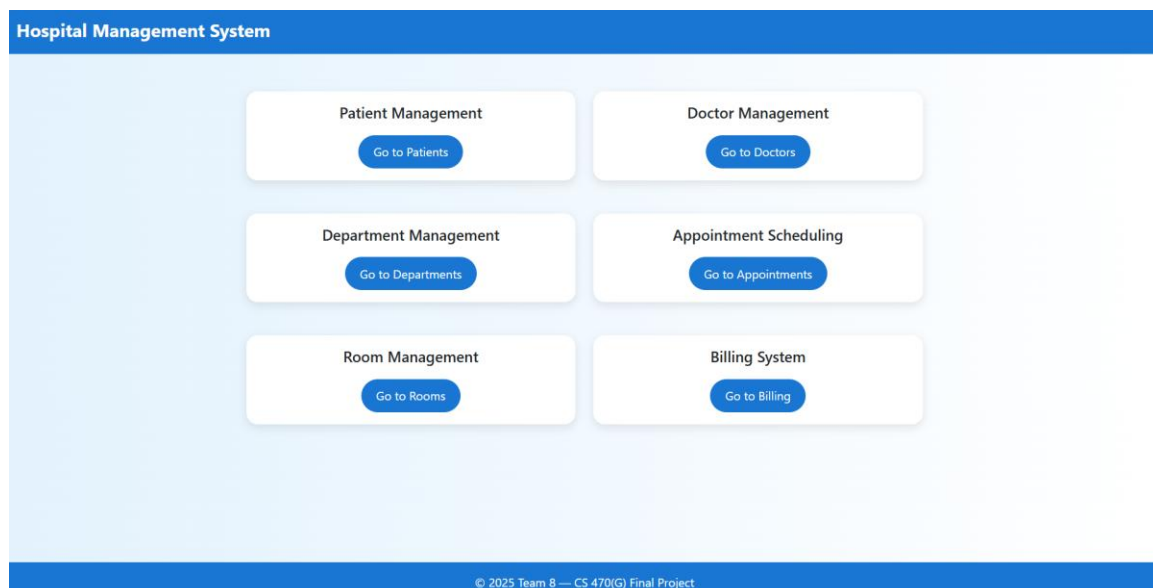 Hospital Management System
Patient Management
Go to Patients
Doctor Management
Go to Doctors
Department Management
Go to Departments
Appointment Scheduling
Go to Appointments
Room Management
Go to Rooms
Billing System
Go to Billing
© 2025 Team 8 — CS 470(G) Final Project